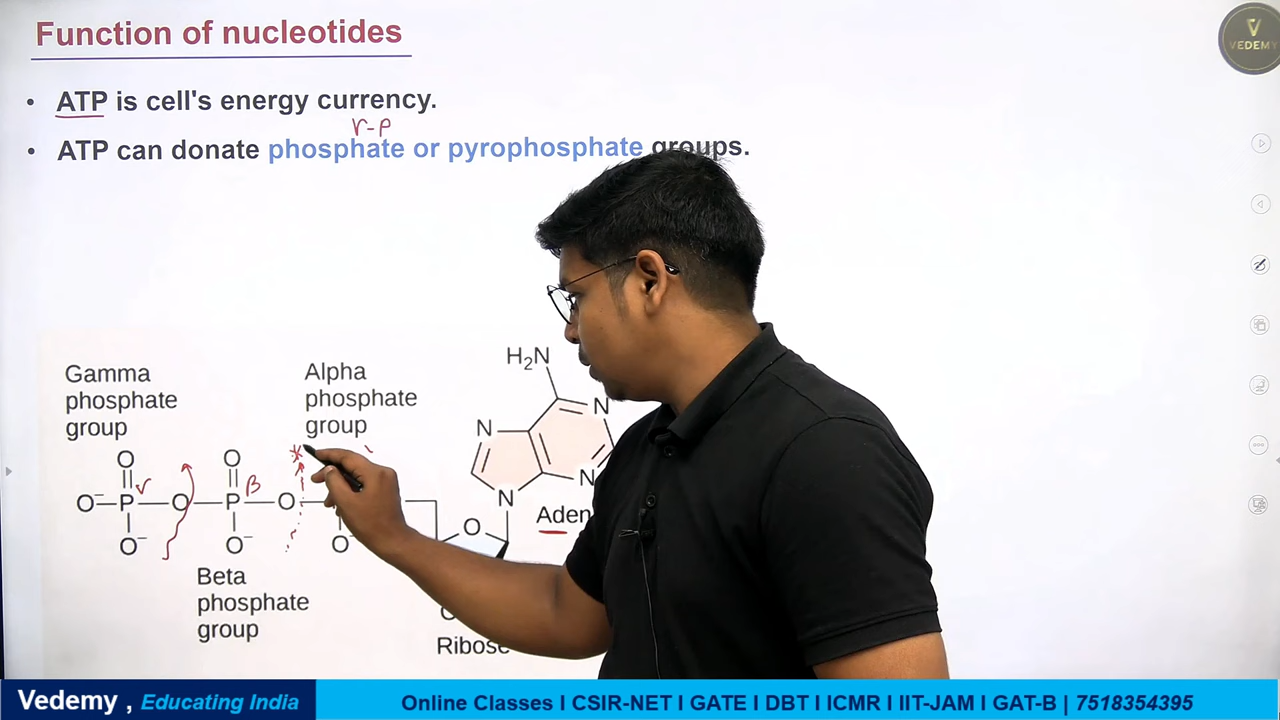 Function of nucleotides
VEDEMY
• ATP is cell's energy currency.
γ-P
• ATP can donate phosphate or pyrophosphate groups.
Gamma
phosphate
group
Alpha
phosphate
group
H₂N
N
N
N
N
O
O
O⁻
P
γ
O
P
β
O
O⁻
O⁻
O⁻
O
Aden
Beta
phosphate
group
Ribose
Vedemy , Educating India
Online Classes I CSIR-NET I GATE I DBT I ICMR I IIT-JAM I GAT-B | 7518354395